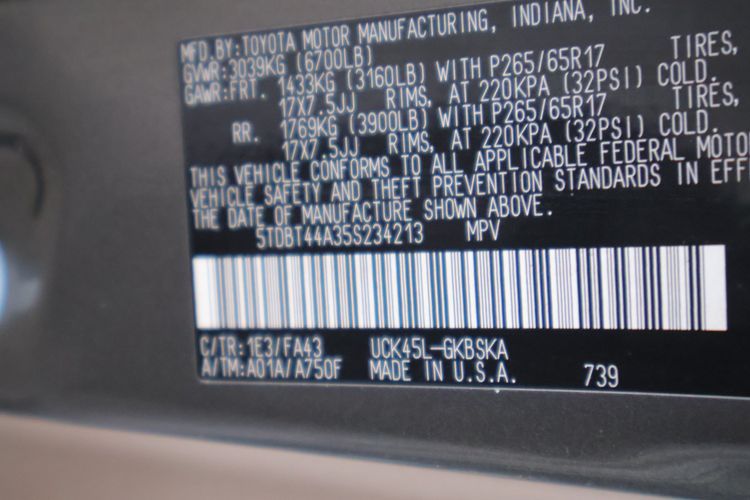 MFD.BY:TOYOTA MOTOR MANUFACTURING, INDIANA, INC.
GVWR:3039KG (6700LB)
GAWR:FRT. 1433KG (3160LB) WITH P265/65R17 TIRES,
17X7.5JJ RIMS, AT 220KPA (32PSI) COLD.
RR. 1769KG (3900LB) WITH P265/65R17 TIRES,
17X7.5JJ RIMS, AT 220KPA (32PSI) COLD.
THIS VEHICLE CONFORMS TO ALL APPLICABLE FEDERAL MOTO
VEHICLE SAFETY AND THEFT PREVENTION STANDARDS IN EFF
THE DATE OF MANUFACTURE SHOWN ABOVE.
5TDBT44A35S234213 MPV
C/TR:1E3/FA43 UCK45L-GKBSKA
A/TM:A01A/A750F MADE IN U.S.A. 739